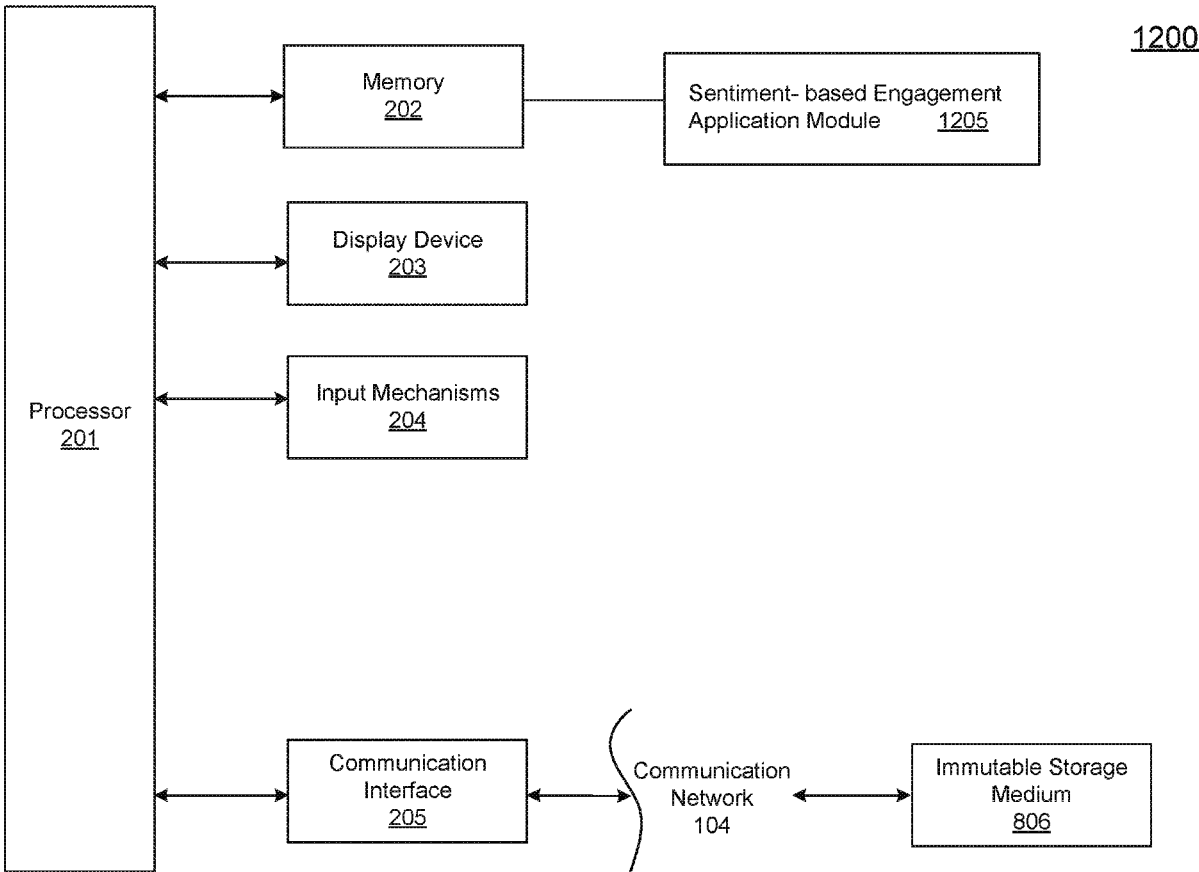 1200
Memory
202
Sentiment- based Engagement
Application Module 1205
Display Device
203
Input Mechanisms
204
Processor
201
Communication
Interface
205
Communication
Network
104
Immutable Storage
Medium
806